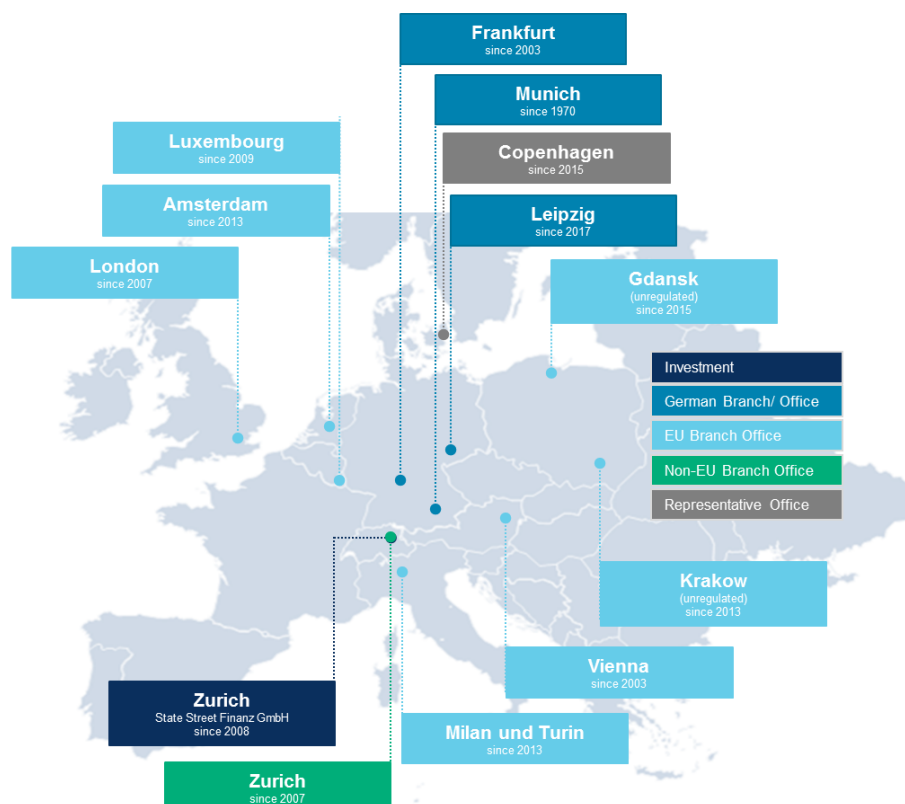 Frankfurt
since 2003
Munich
since 1970
Luxembourg
since 2009
Copenhagen
since 2015
Amsterdam
since 2013
Leipzig
since 2017
London
since 2007
Gdansk
(unregulated)
since 2015
Investment
German Branch/ Office
EU Branch Office
Non-EU Branch Office
Representative Office
Krakow
(unregulated)
since 2013
Vienna
since 2003
Zurich
State Street Finanz GmbH
since 2008
Milan und Turin
since 2013
Zurich
since 2007